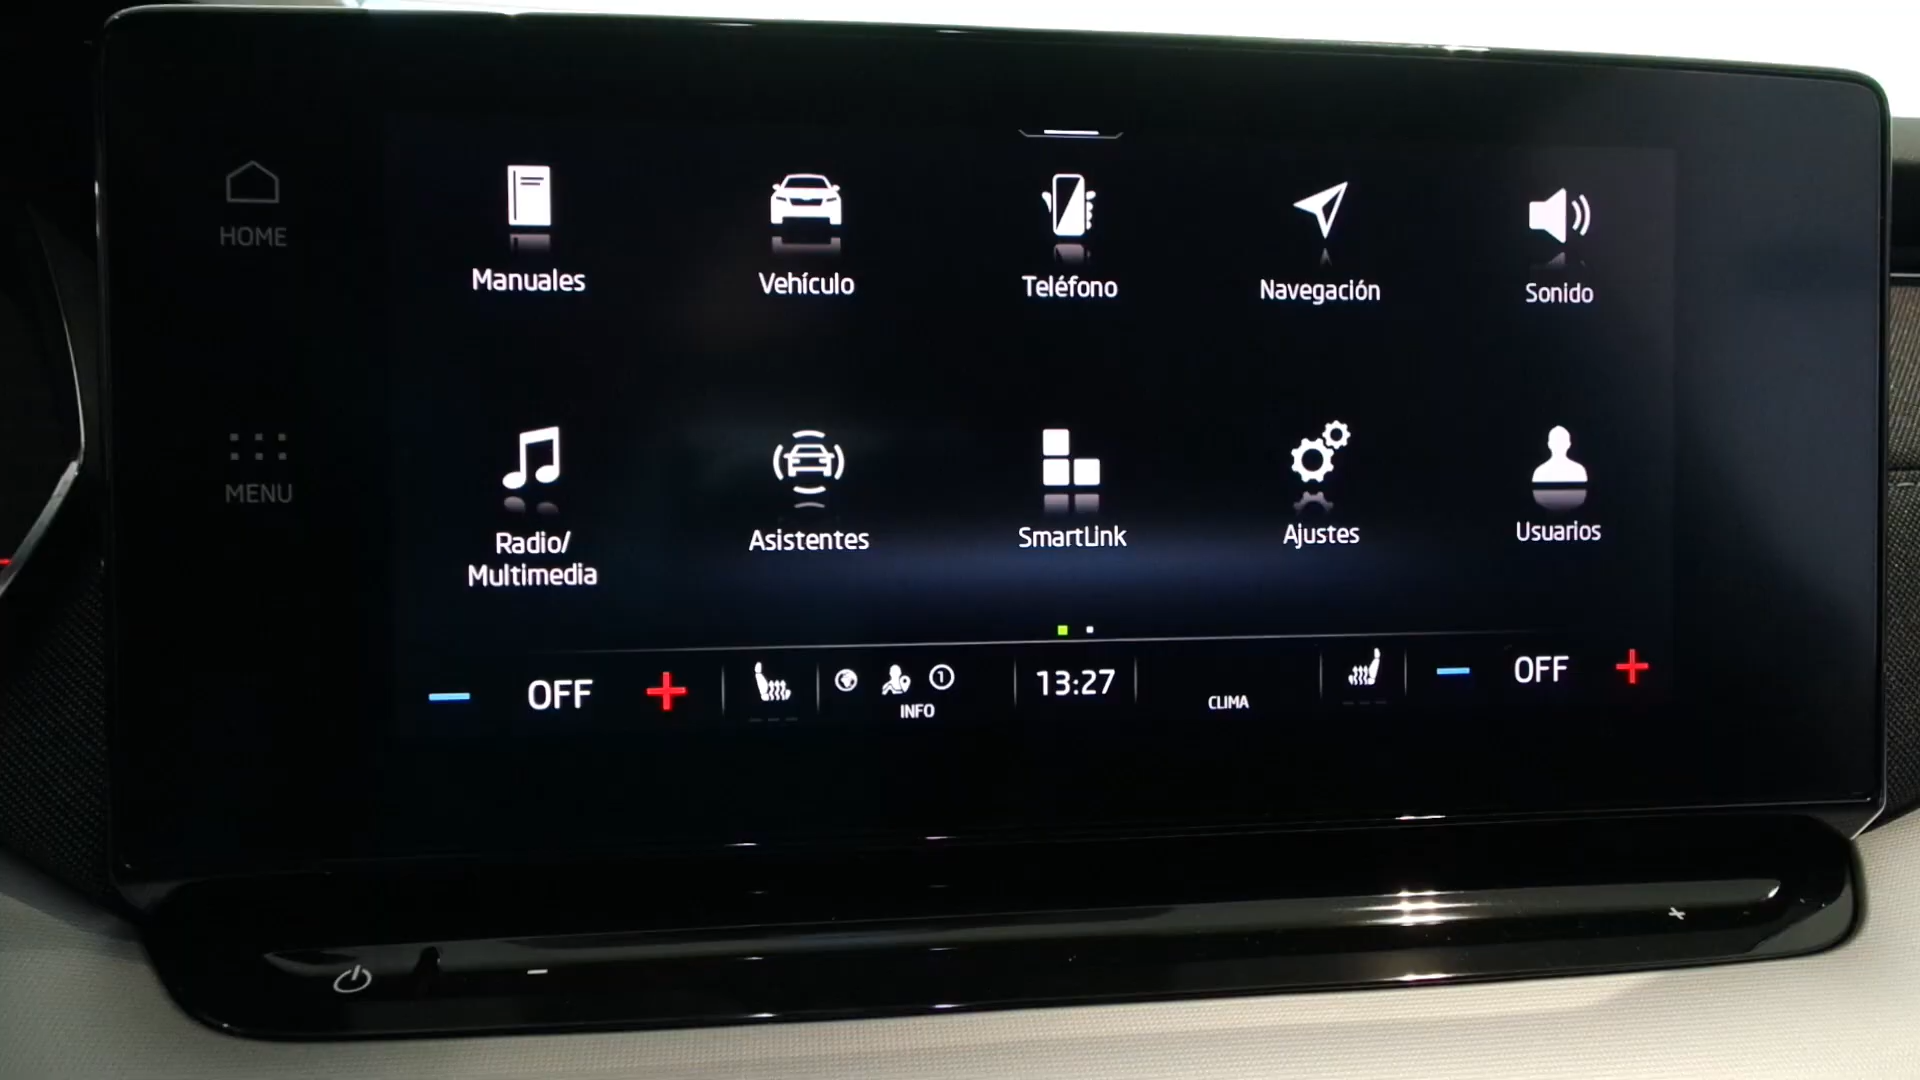 HOME
Manuales
Vehículo
Teléfono
Navegación
Sonido
MENU
Radio/
Multimedia
Asistentes
SmartLink
Ajustes
Usuarios
OFF
1
INFO
13:27
CLIMA
OFF